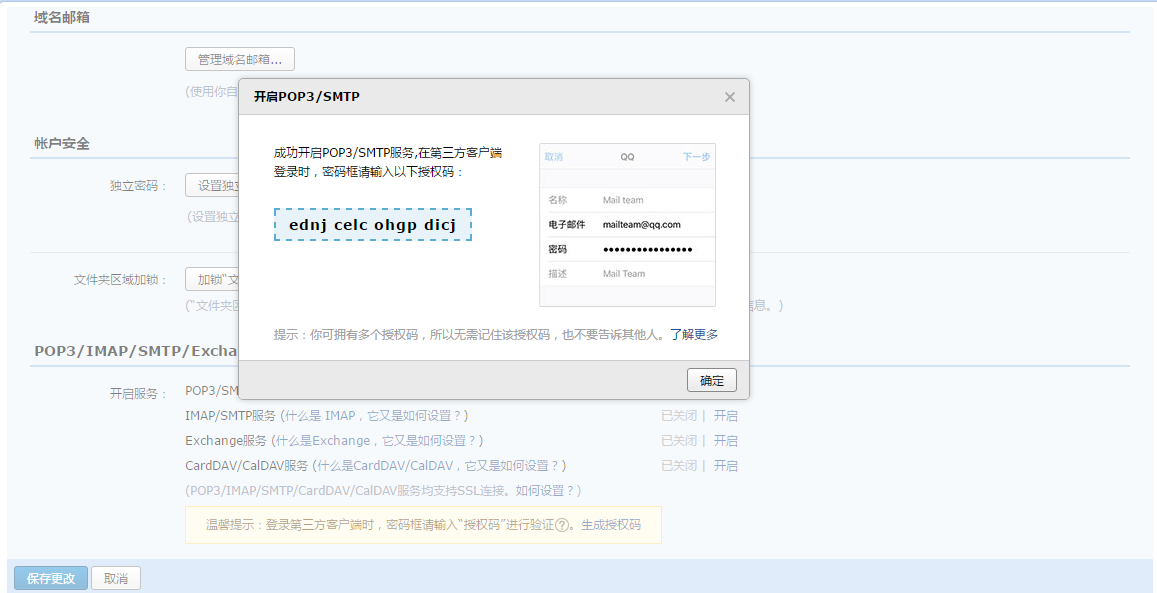 域名邮箱
管理域名邮箱...
(使用你自
开启POP3/SMTP
帐户安全
成功开启POP3/SMTP服务,在第三方客户端
登录时，密码框请输入以下授权码：
取消 QQ 下一步
独立密码： 设置独立
名称 Mail team
(设置独立
ednj celc ohgp dicj
电子邮件 mailteam@qq.com
密码 ●●●●●●●●●●●●●●●●
描述 Mail Team
文件夹区域加锁： 加锁"文
("文件夹区 信息。)
提示：你可拥有多个授权码，所以无需记住该授权码，也不要告诉其他人。了解更多
POP3/IMAP/SMTP/Excha
确定
开启服务： POP3/SM
IMAP/SMTP服务 (什么是 IMAP，它又是如何设置？) 已关闭 | 开启
Exchange服务 (什么是Exchange，它又是如何设置？) 已关闭 | 开启
CardDAV/CalDAV服务 (什么是CardDAV/CalDAV，它又是如何设置？) 已关闭 | 开启
(POP3/IMAP/SMTP/CardDAV/CalDAV服务均支持SSL连接。如何设置？)
温馨提示：登录第三方客户端时，密码框请输入"授权码"进行验证?。生成授权码
保存更改 取消